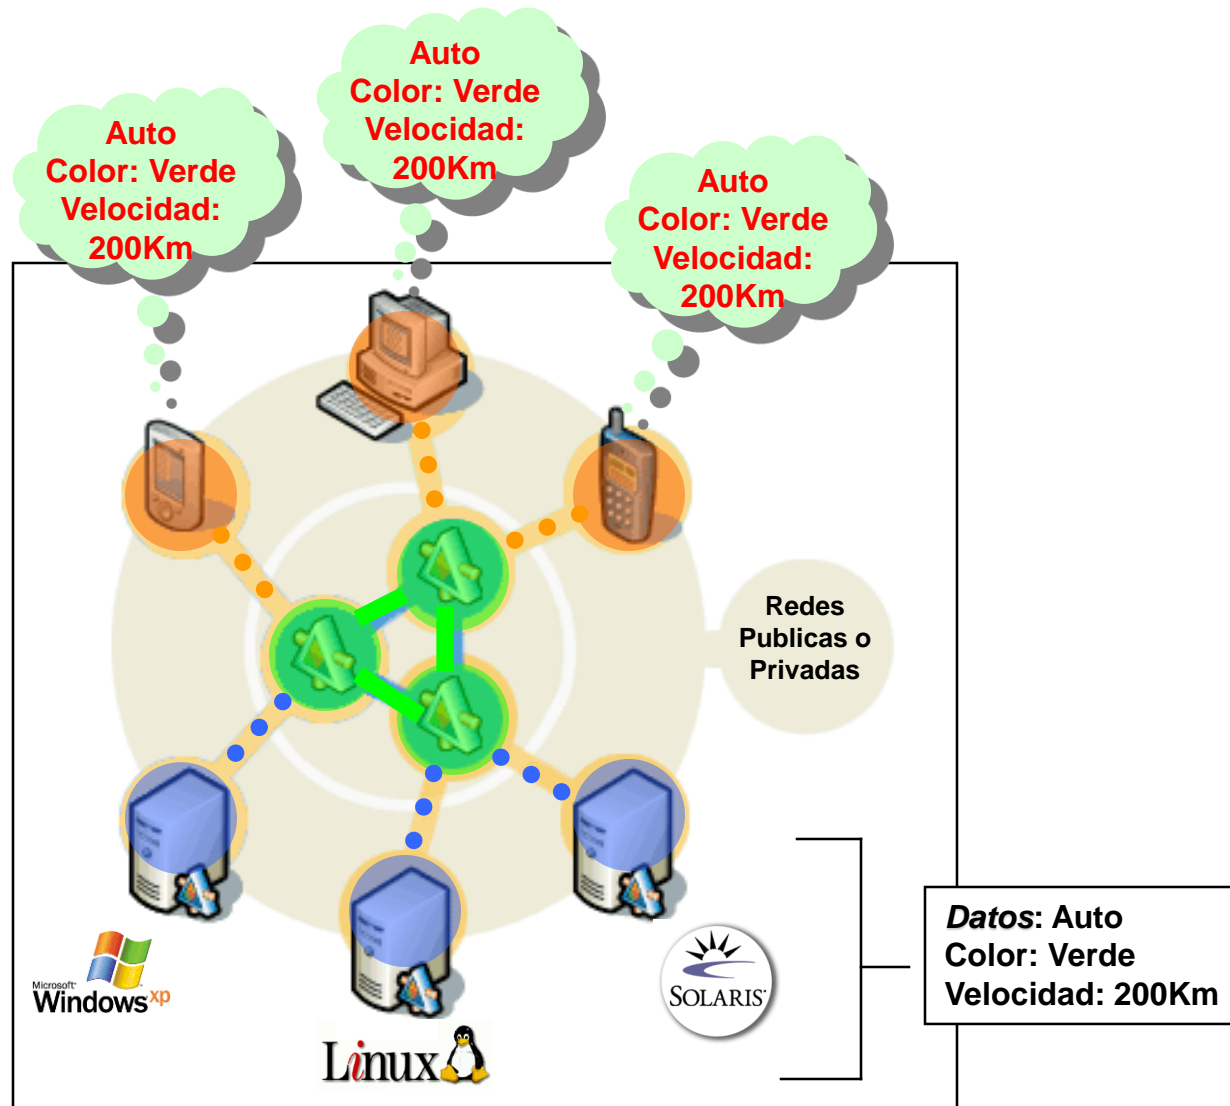 Auto
Color: Verde
Velocidad:
200Km
Auto
Color: Verde
Velocidad:
200Km
Auto
Color: Verde
Velocidad:
200Km
Redes
Publicas o
Privadas
Datos: Auto
Color: Verde
Velocidad: 200Km
Microsoft
Windows xp
SOLARIS
Linux